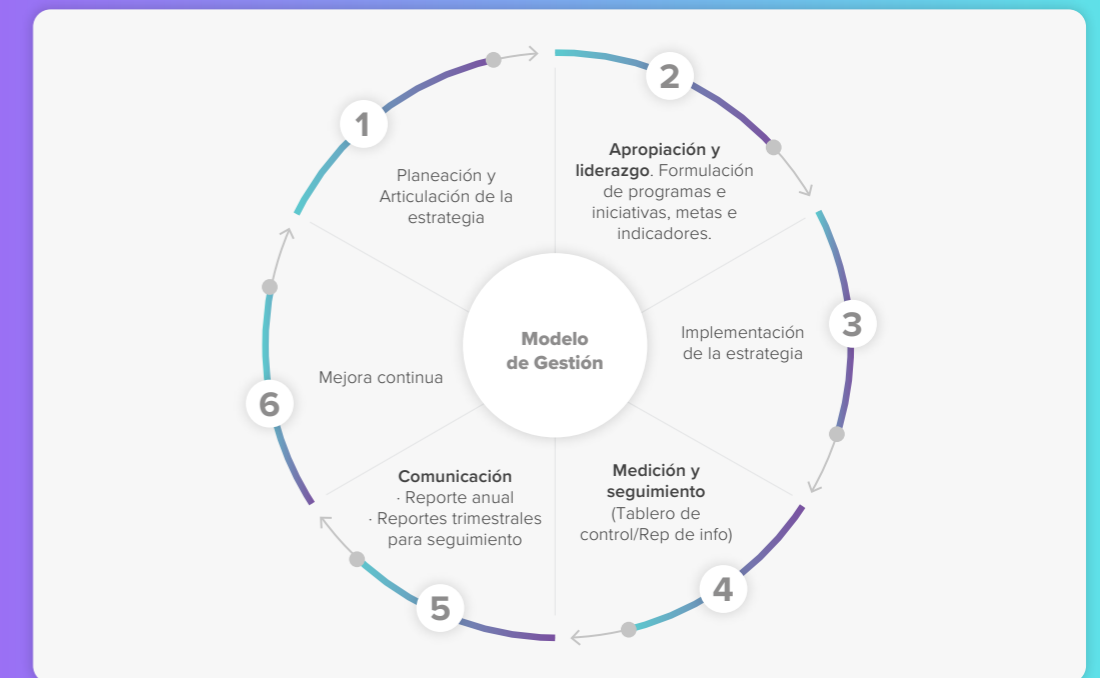 1
Planeación y
Articulación de la
estrategia
2
Apropiación y
liderazgo. Formulación
de programas e
iniciativas, metas e
indicadores.
3
Implementación
de la estrategia
4
Medición y
seguimiento
(Tablero de
control/Rep de info)
5
Comunicación
· Reporte anual
· Reportes trimestrales
para seguimiento
6
Mejora continua
Modelo
de Gestión